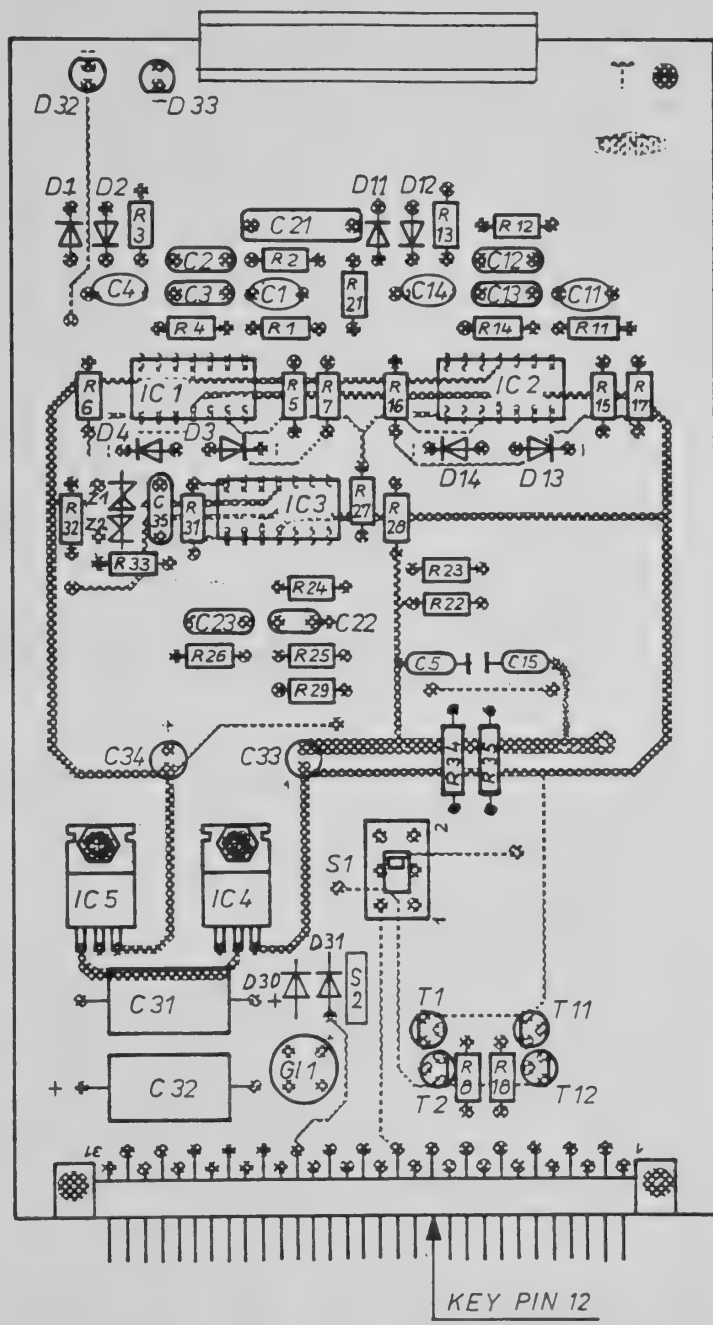 D32
D33
D1
D2
R3
C21
D11
D12
R13
R12
C2
R2
C12
C4
C3
C1
R21
C14
C13
C11
R4
R1
R14
R11
R6
IC1
R5
R7
R16
IC2
R15
R17
D4
D3
D14
D13
R32
Z1
Z2
C35
R31
IC3
R27
R28
R33
R24
R23
R22
C23
C22
R26
R25
C5
C15
R29
+
C34
C33
R34
R35
S1
2
1
IC5
IC4
D30
D31
S2
+
C31
T1
T11
+
C32
Gl1
R8
R18
T2
T12
31
1
KEY PIN 12